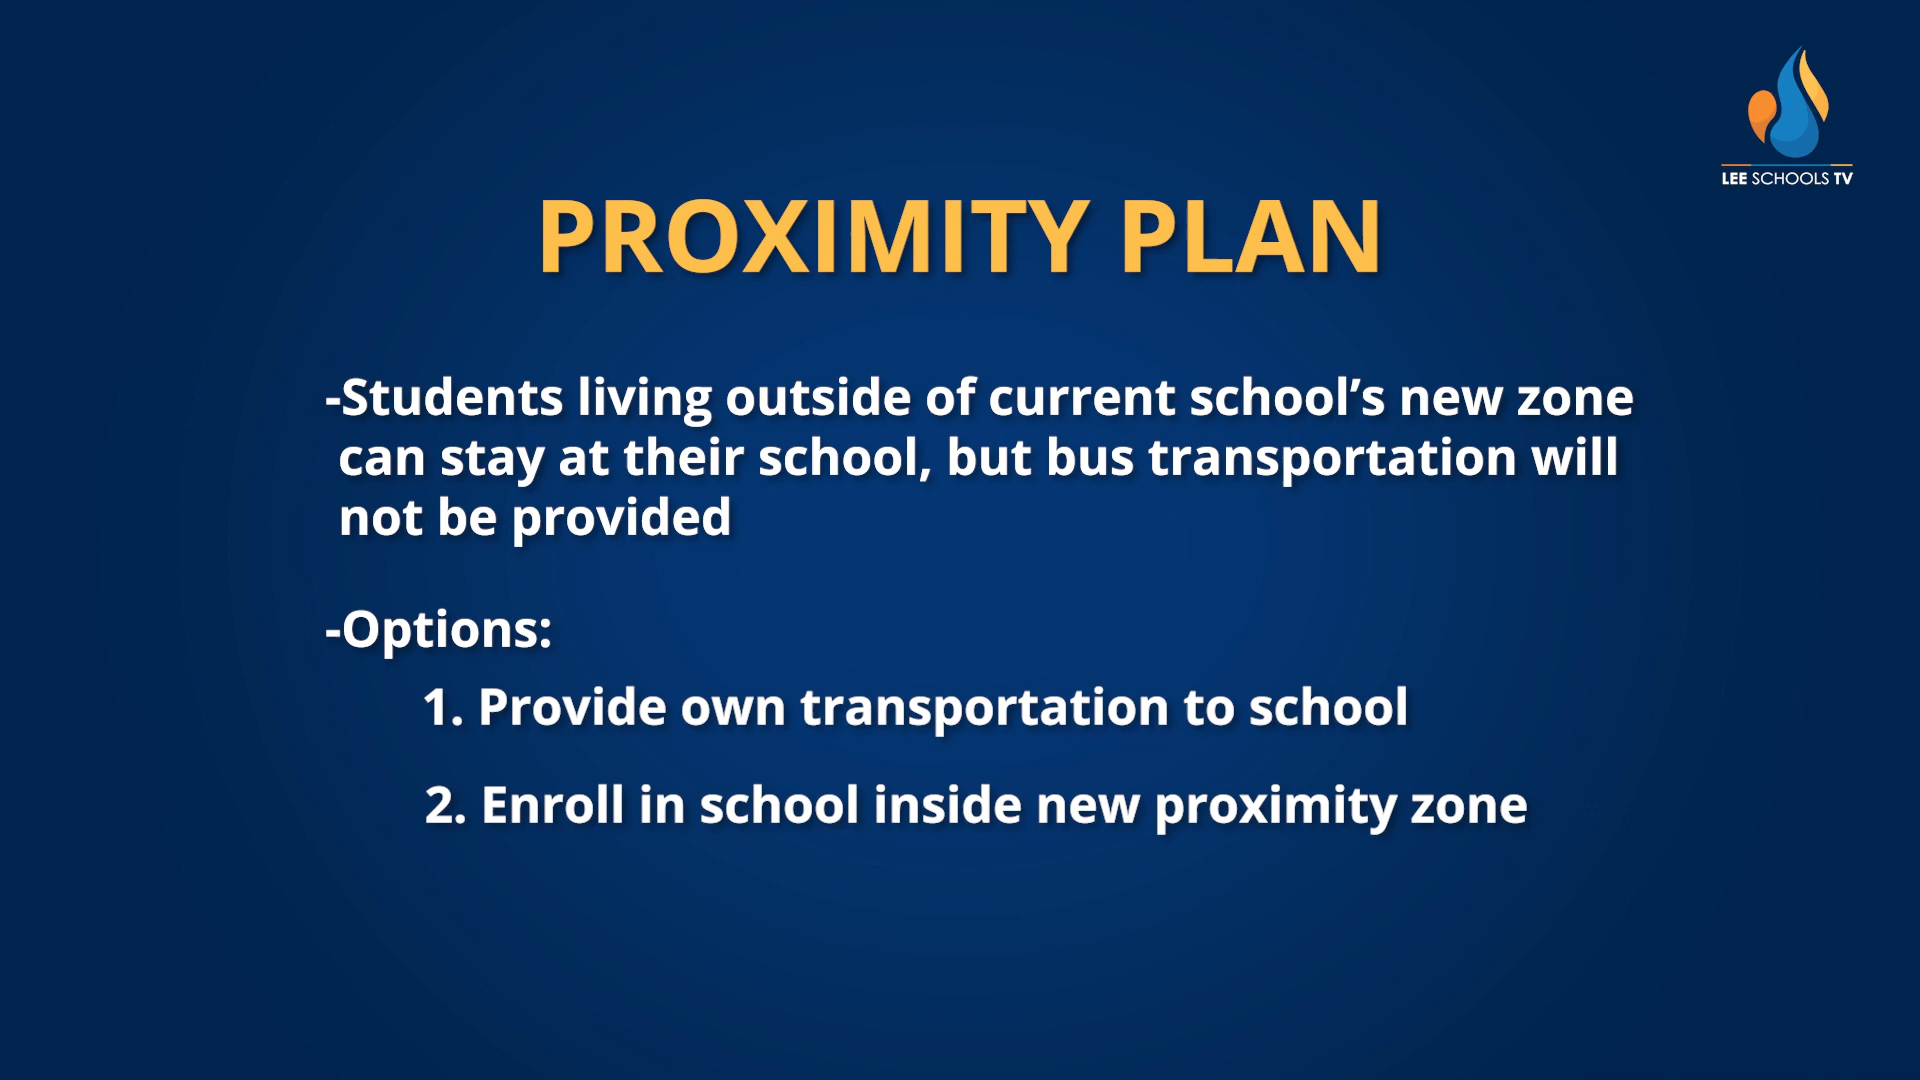 LEE SCHOOLS TV
PROXIMITY PLAN
-Students living outside of current school’s new zone
can stay at their school, but bus transportation will
not be provided
-Options:
1. Provide own transportation to school
2. Enroll in school inside new proximity zone